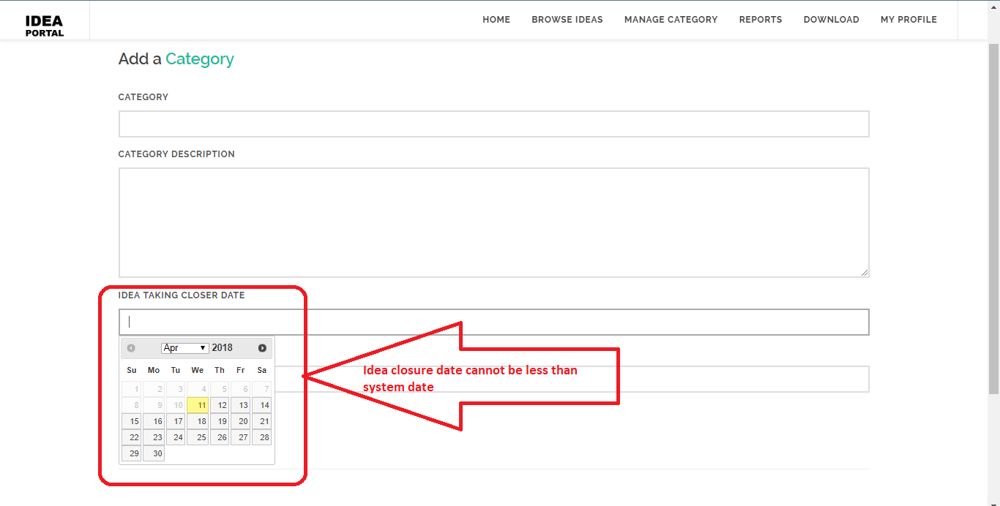 IDEA
PORTAL
HOME BROWSE IDEAS MANAGE CATEGORY REPORTS DOWNLOAD MY PROFILE
Add a Category
CATEGORY
CATEGORY DESCRIPTION
IDEA TAKING CLOSER DATE
Apr 2018
Su Mo Tu We Th Fr Sa
1 2 3 4 5 6 7
8 9 10 11 12 13 14
15 16 17 18 19 20 21
22 23 24 25 26 27 28
29 30
Idea closure date cannot be less than
system date